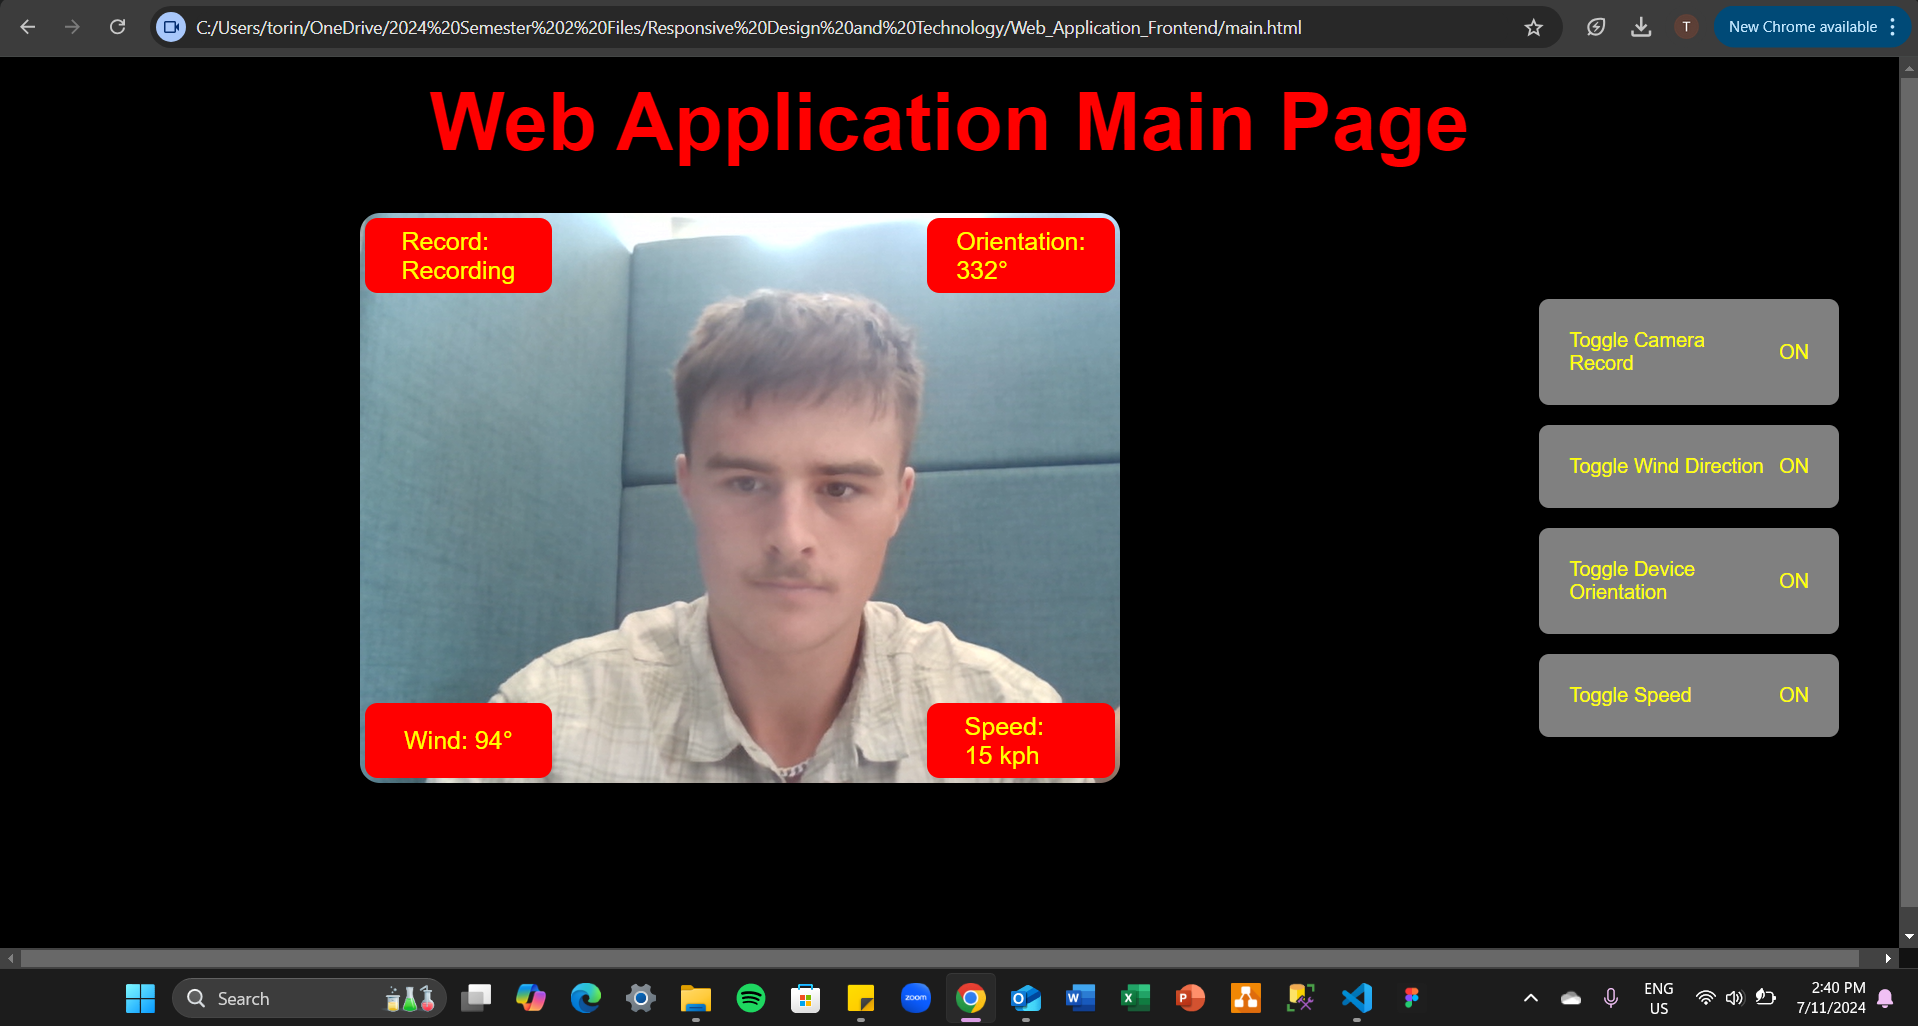 C:/Users/torin/OneDrive/2024%20Semester%202%20Files/Responsive%20Design%20and%20Technology/Web_Application_Frontend/main.html
T
New Chrome available
Web Application Main Page
Record:
Recording
Orientation:
332°
Wind: 94°
Speed:
15 kph
Toggle Camera
Record
ON
Toggle Wind Direction
ON
Toggle Device
Orientation
ON
Toggle Speed
ON
Search
zoom
O
W
X
P
ENG
US
2:40 PM
7/11/2024